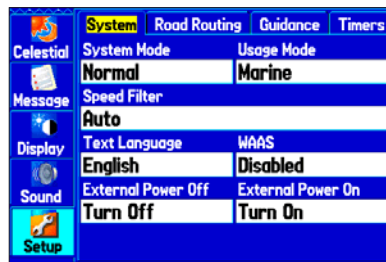 System Road Routing Guidance Timers
Celestial
System Mode Usage Mode
Normal Marine
Message
Speed Filter
Auto
Display
Text Language WAAS
English Disabled
Sound
External Power Off External Power On
Turn Off Turn On
Setup